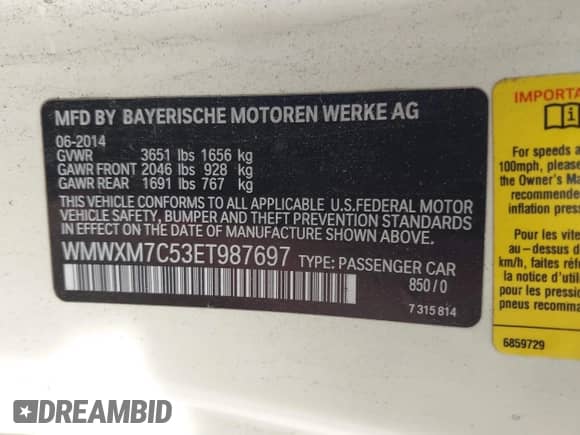 MFD BY BAYERISCHE MOTOREN WERKE AG
06-2014
GVWR 3651 lbs 1656 kg
GAWR FRONT 2046 lbs 928 kg
GAWR REAR 1691 lbs 767 kg
THIS VEHICLE CONFORMS TO ALL APPLICABLE U.S.FEDERAL MOTOR
VEHICLE SAFETY, BUMPER AND THEFT PREVENTION STANDARDS
IN EFFECT ON THE DATE OF MANUFACTURE SHOWN ABOVE.
WMWXM7C53ET987697 TYPE: PASSENGER CAR
850/0
7 315 814
IMPORTA
For speeds a
100mph, please
the Owner's Ma
recommended
inflation press
Pour les vite
au-dessus de
km/h, faites réf
la notice d'utili
pour les pressi
pneus recomma
6859729
DREAMBID